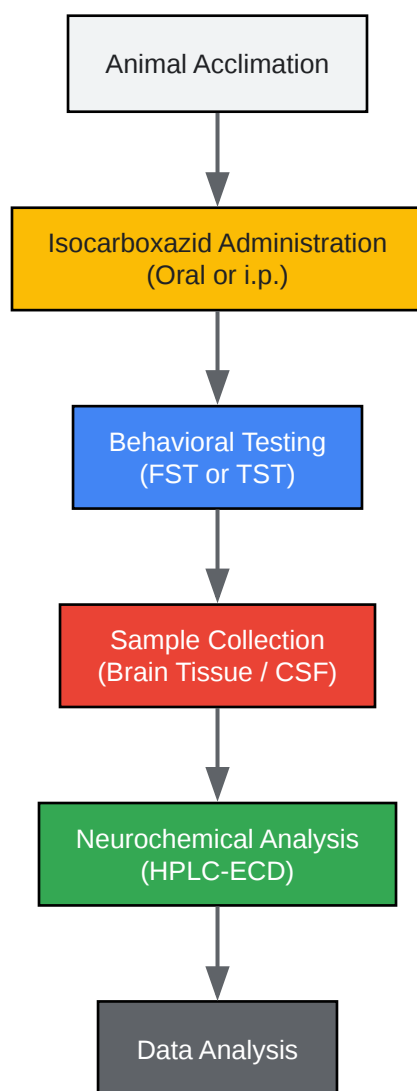 Animal Acclimation
Isocarboxazid Administration
(Oral or i.p.)
Behavioral Testing
(FST or TST)
Sample Collection
(Brain Tissue / CSF)
Neurochemical Analysis
(HPLC-ECD)
Data Analysis